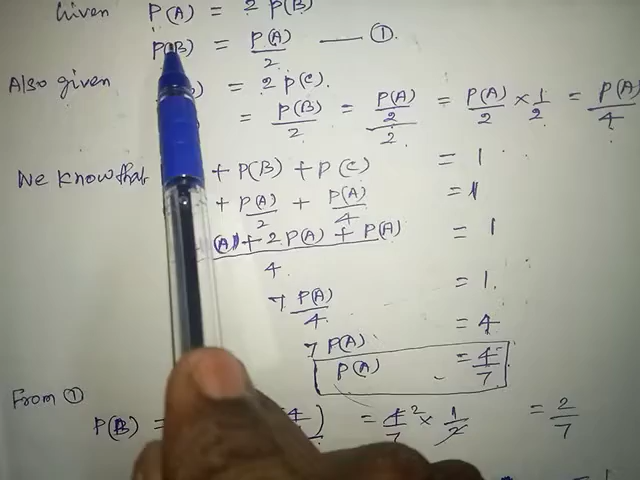 Given P(A) = 2 P(B)
P(B) = P(A)/2 — ①.
Also given ) = 2 P(C).
= P(B)/2 = P(A)/2/2 = P(A)/2 × 1/2 = P(A)/4
We know that + P(B) + P(C) = 1
+ P(A)/2 + P(A)/4 = 1
(A) + 2P(A) + P(A) / 4 = 1
7 P(A)/4 = 1.
7 P(A) = 4
P(A) = 4/7
From ①
P(B) = = 4/7 2 × 1/2 = 2/7